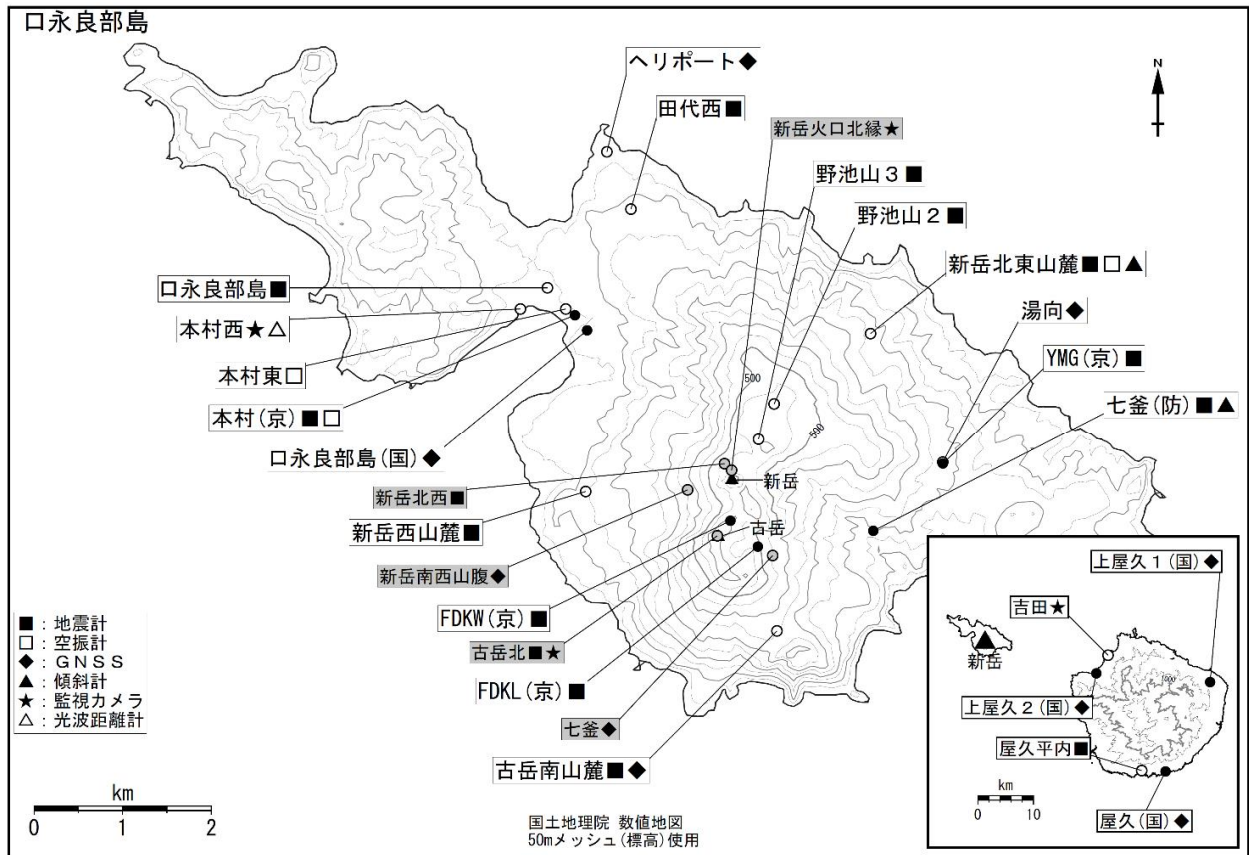 口永良部島
ヘリポート◆
田代西■
新岳火口北縁★
野池山3■
野池山2■
新岳北東山麓■□▲
湯向◆
YMG(京)■
七釜(防)■▲
口永良部島■
本村西★△
本村東□
本村(京)■□
口永良部島(国)◆
新岳北西■
新岳西山麓■
新岳南西山腹◆
FDKW(京)■
古岳北■★
FDKL(京)■
七釜◆
古岳南山麓■◆
500
500
新岳
古岳
N
■:地震計
□:空振計
◆:GNSS
▲:傾斜計
★:監視カメラ
△:光波距離計
km
0 1 2
国土地理院 数値地図
50mメッシュ(標高)使用
上屋久1(国)◆
吉田★
新岳
1000
上屋久2(国)◆
屋久平内■
km
0 10
屋久(国)◆